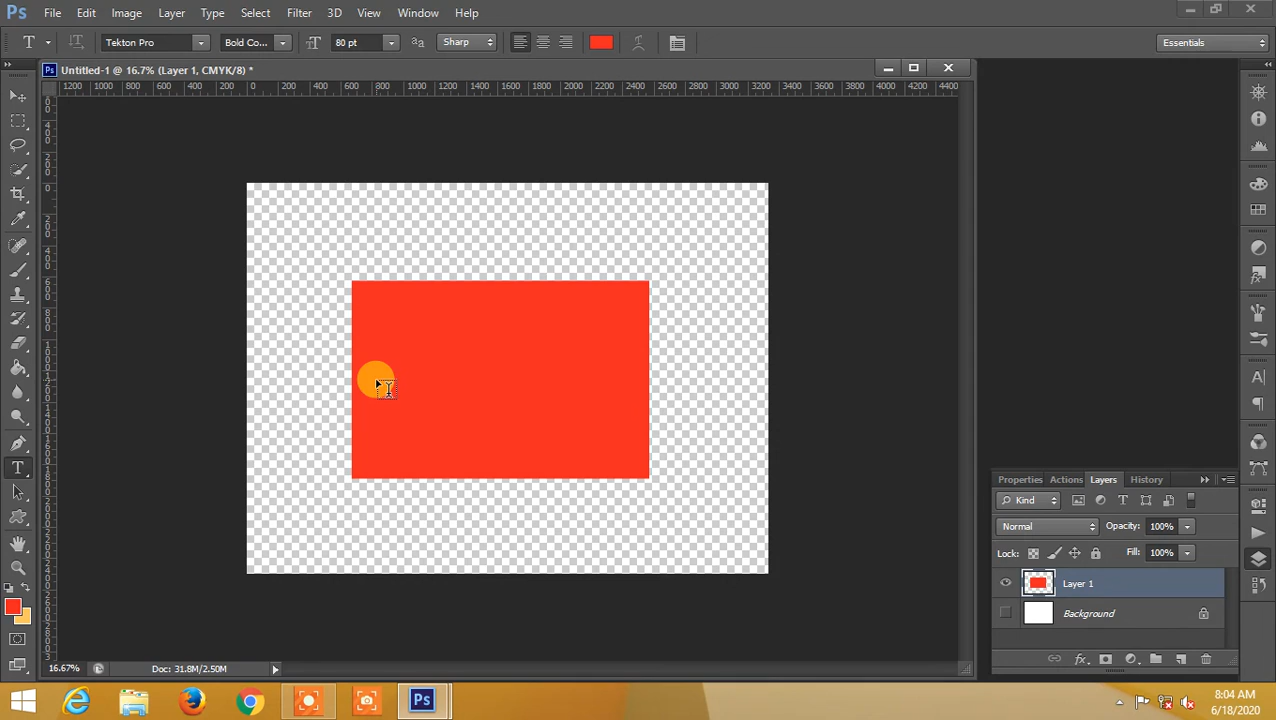 Ps File Edit Image Layer Type Select Filter 3D View Window Help
T Tekton Pro Bold Co... 80 pt aa Sharp Essentials
Ps Untitled-1 @ 16.7% (Layer 1, CMYK/8) *
1200 1000 800 600 400 200 0 200 400 600 800 1000 1200 1400 1600 1800 2000 2200 2400 2600 2800 3000 3200 3400 3600 3800 4000 4200 4400
Properties Actions Layers History
Kind
Normal Opacity: 100%
Lock: Fill: 100%
Layer 1
Background
16.67% Doc: 31.8M/2.50M
Ps
8:04 AM
6/18/2020